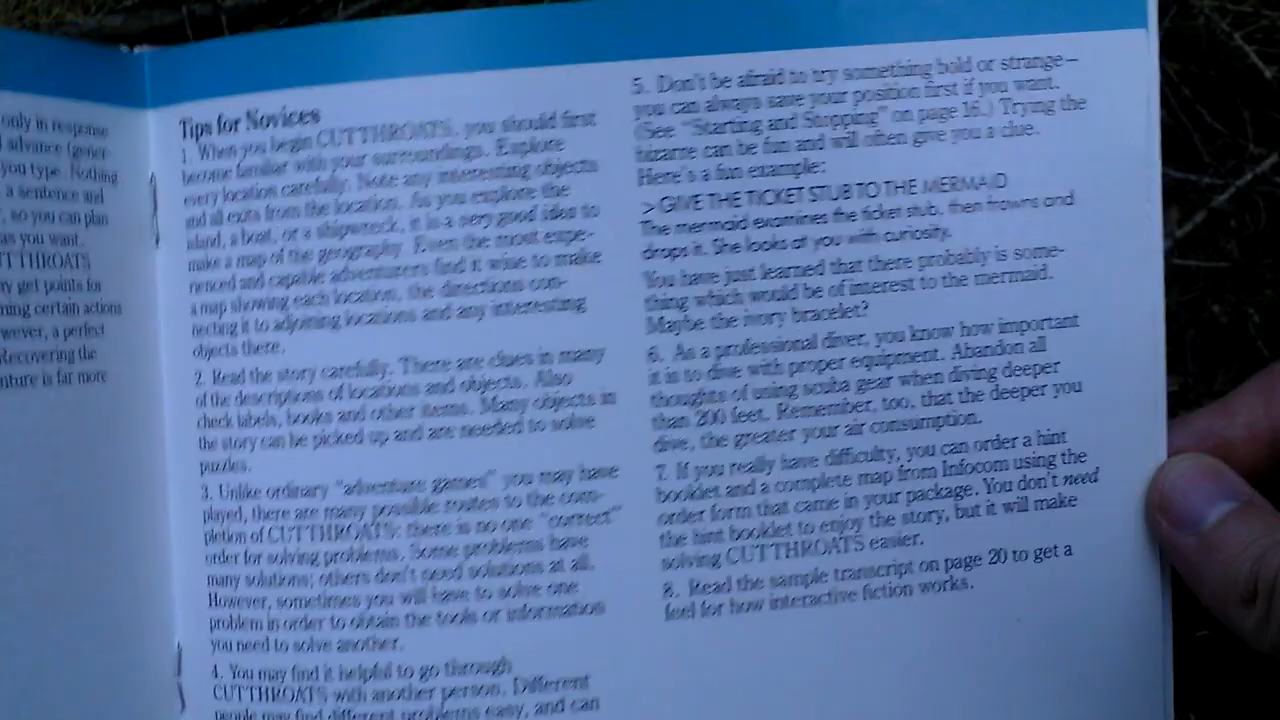 only in response
advance (gener-
you type. Nothing
a sentence and
, so you can plan
as you want.
CUTTHROATS
may get points for
ming certain actions
owever, a perfect
Recovering the
nture is far more
Tips for Novices
1. When you begin CUTTHROATS, you should first
become familiar with your surroundings. Explore
every location carefully. Note any interesting objects
and all exits from the location. As you explore the
island, a boat, or a shipwreck, it is a very good idea to
make a map of the geography. Even the most expe-
rienced and capable adventurers find it wise to make
a map showing each location, the directions con-
necting it to adjoining locations and any interesting
objects there.
2. Read the story carefully. There are clues in many
of the descriptions of locations and objects. Also
check labels, books and other items. Many objects in
the story can be picked up and are needed to solve
puzzles.
3. Unlike ordinary "adventure games" you may have
played, there are many possible routes to the com-
pletion of CUTTHROATS; there is no one "correct"
order for solving problems. Some problems have
many solutions; others don't need solutions at all.
However, sometimes you will have to solve one
problem in order to obtain the tools or information
you need to solve another.
4. You may find it helpful to go through
CUTTHROATS with another person. Different
people may find different problems easy, and can
5. Don't be afraid to try something bold or strange—
you can always save your position first if you want.
(See "Starting and Stopping" on page 16.) Trying the
bizarre can be fun and will often give you a clue.
Here's a fun example:
>GIVE THE TICKET STUB TO THE MERMAID
The mermaid examines the ticket stub, then frowns and
drops it. She looks at you with curiosity.
You have just learned that there probably is some-
thing which would be of interest to the mermaid.
Maybe the ivory bracelet?
6. As a professional diver, you know how important
it is to dive with proper equipment. Abandon all
thoughts of using scuba gear when diving deeper
than 200 feet. Remember, too, that the deeper you
dive, the greater your air consumption.
7. If you really have difficulty, you can order a hint
booklet and a complete map from Infocom using the
order form that came in your package. You don't need
the hint booklet to enjoy the story, but it will make
solving CUTTHROATS easier.
8. Read the sample transcript on page 20 to get a
feel for how interactive fiction works.